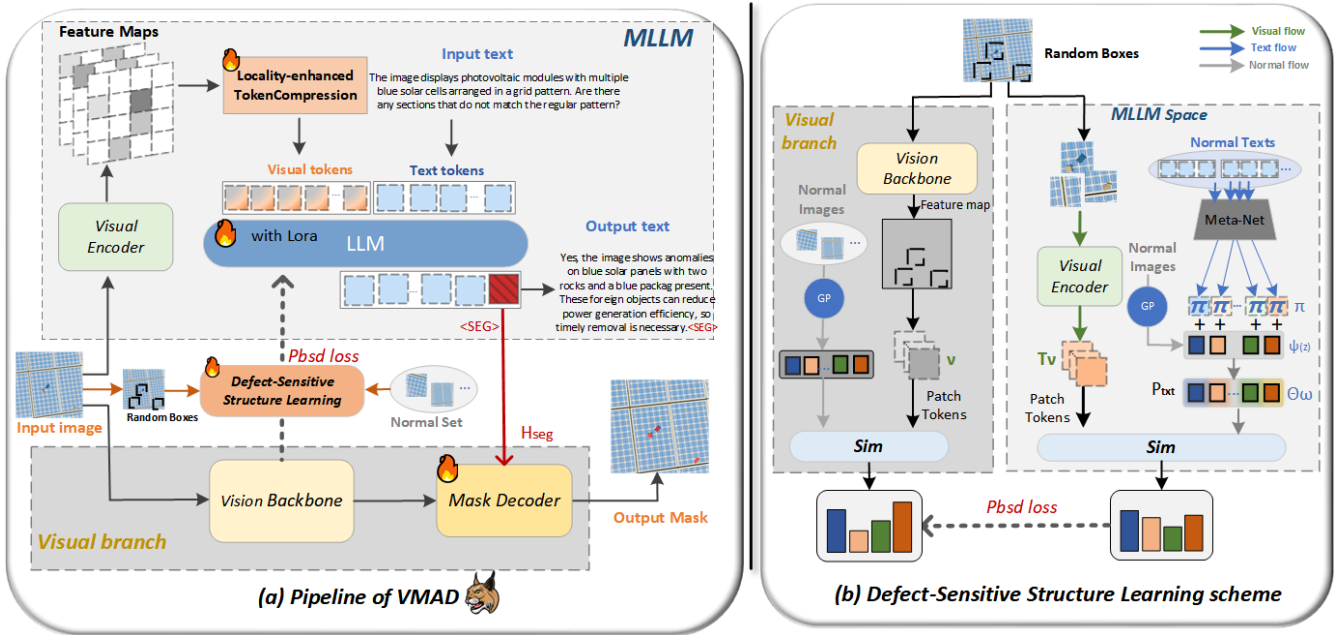 Feature Maps
MLLM
Locality-enhanced
TokenCompression
Input text
The image displays photovoltaic modules with multiple
blue solar cells arranged in a grid pattern. Are there
any sections that do not match the regular pattern?
Visual tokens
Text tokens
...
...
Visual
Encoder
with Lora
LLM
Output text
Yes, the image shows anomalies
on blue solar panels with two
rocks and a blue packag present.
These foreign objects can reduce
power generation efficiency, so
timely removal is necessary.<SEG>
...
<SEG>
Pbsd loss
Defect-Sensitive
Structure Learning
...
Input image
Random Boxes
Normal Set
Hseg
Vision Backbone
Mask Decoder
Output Mask
Visual branch
(a) Pipeline of VMAD
Random Boxes
Visual flow
Text flow
Normal flow
Visual
branch
Vision
Backbone
Normal
Images
...
Feature map
GP
...
v
Patch
Tokens
Sim
MLLM Space
Normal Texts
...
Meta-Net
Normal
Images
Visual
Encoder
GP
π π ... π π π
+ + + +
ψ(z)
Tv
Ptxt
... Θω
Patch
Tokens
Sim
Pbsd loss
(b) Defect-Sensitive Structure Learning scheme